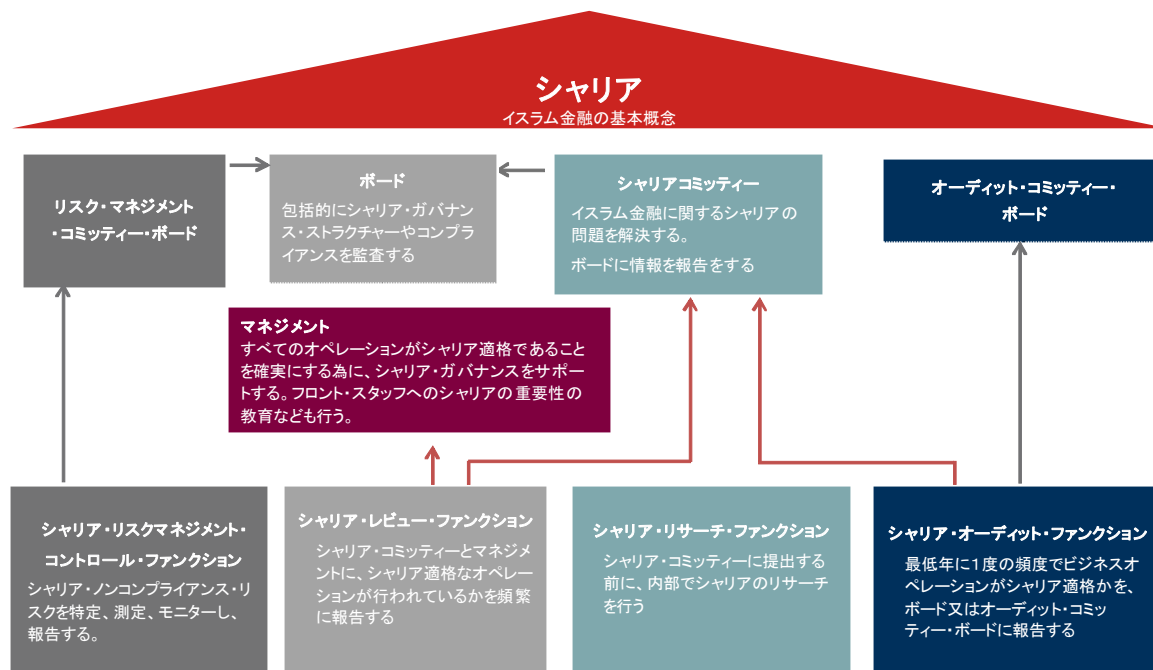 シャリア
イスラム金融の基本概念
リスク・マネジメント
・コミッティー・ボード
ボード
包括的にシャリア・ガバナン
ス・ストラクチャーやコンプラ
イアンスを監査する
シャリアコミッティー
イスラム金融に関するシャリアの
問題を解決する。
ボードに情報を報告をする
オーディット・コミッティー・
ボード
マネジメント
すべてのオペレーションがシャリア適格であること
を確実にする為に、シャリア・ガバナンスをサポー
トする。フロント・スタッフへのシャリアの重要性の
教育なども行う。
シャリア・リスクマネジメント・
コントロール・ファンクション
シャリア・ノンコンプライアンス・リ
スクを特定、測定、モニターし、
報告する。
シャリア・レビュー・ファンクション
シャリア・コミッティーとマネジメ
ントに、シャリア適格なオペレー
ションが行われているかを頻繁
に報告する
シャリア・リサーチ・ファンクション
シャリア・コミッティーに提出する
前に、内部でシャリアのリサーチ
を行う
シャリア・オーディット・ファンクション
最低年に１度の頻度でビジネスオ
ペレーションがシャリア適格かを、
ボード又はオーディット・コミッ
ティー・ボードに報告する